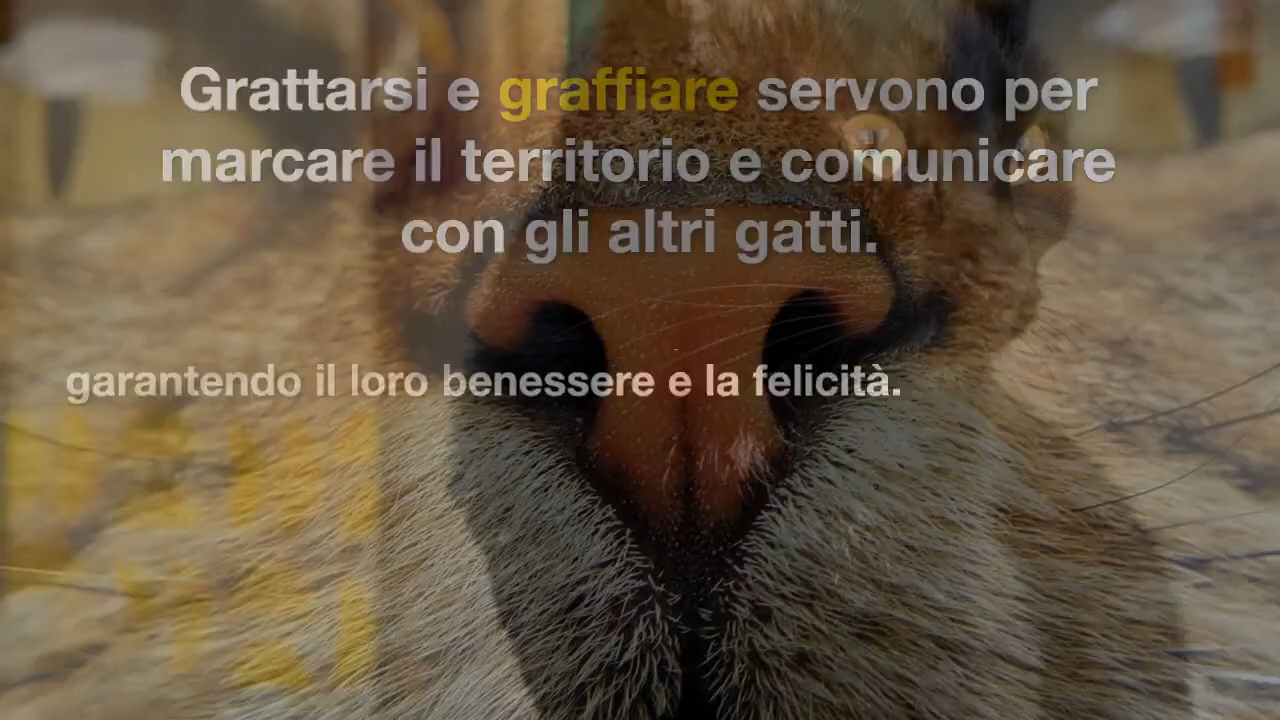 Grattarsi e graffiare servono per
marcare il territorio e comunicare
con gli altri gatti.
garantendo il loro benessere e la felicità.